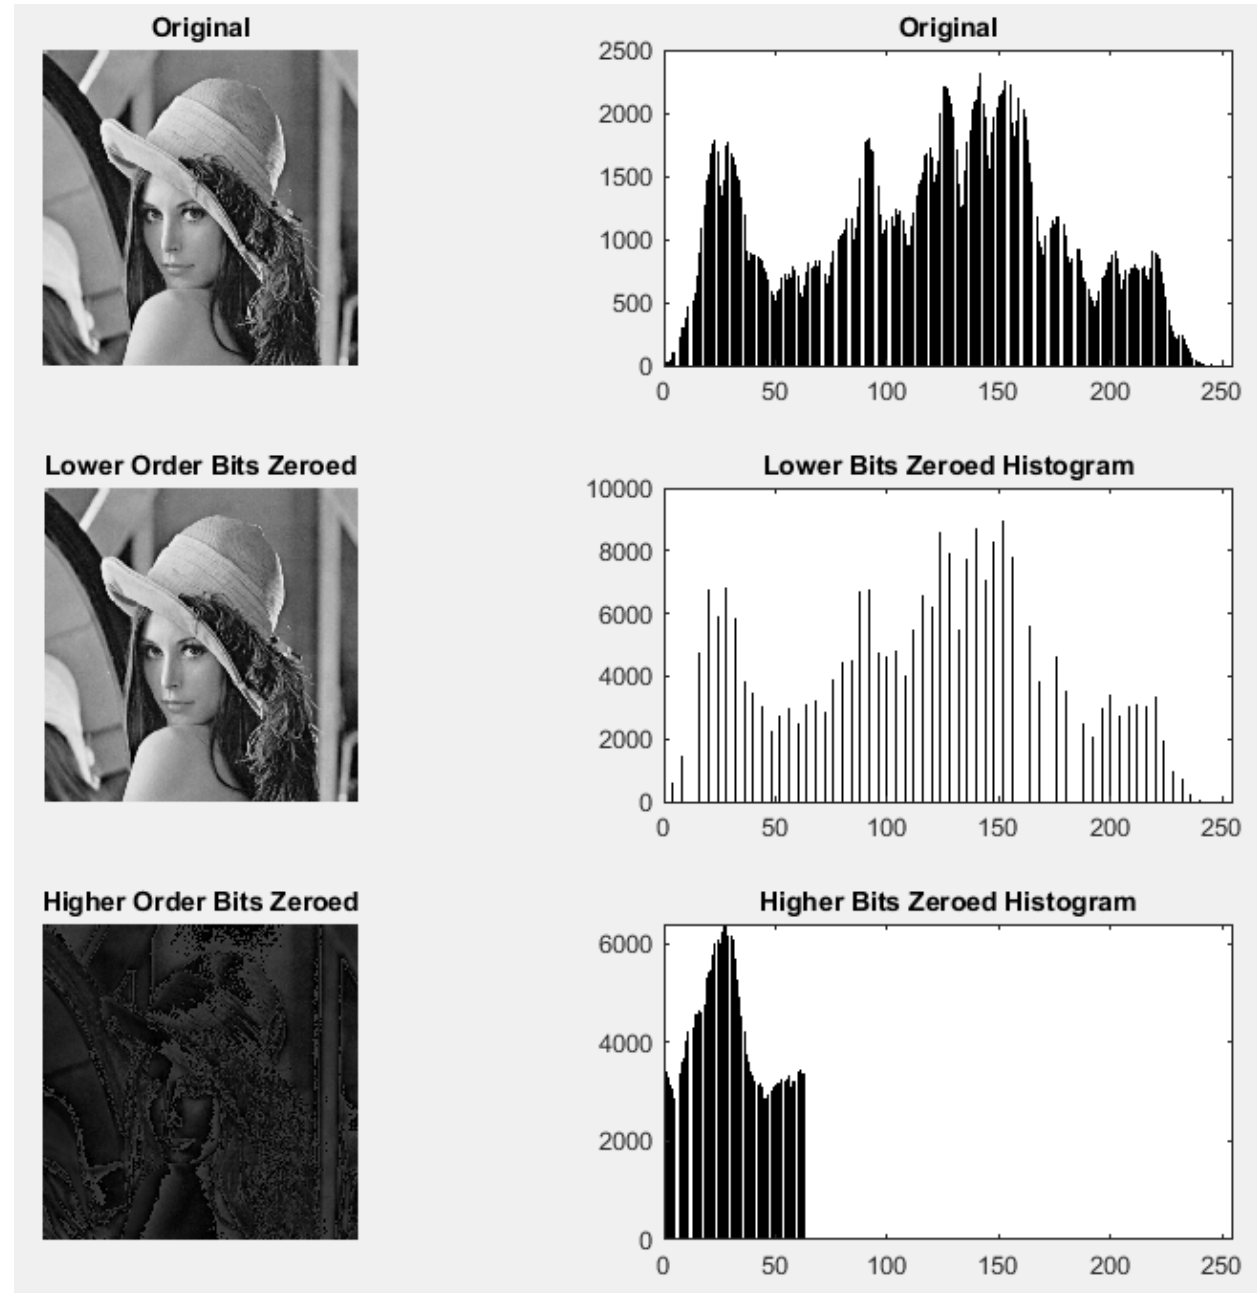 Original
Original
2500
2000
1500
1000
500
0
0 50 100 150 200 250
Lower Order Bits Zeroed
Lower Bits Zeroed Histogram
10000
8000
6000
4000
2000
0
0 50 100 150 200 250
Higher Order Bits Zeroed
Higher Bits Zeroed Histogram
6000
4000
2000
0
0 50 100 150 200 250